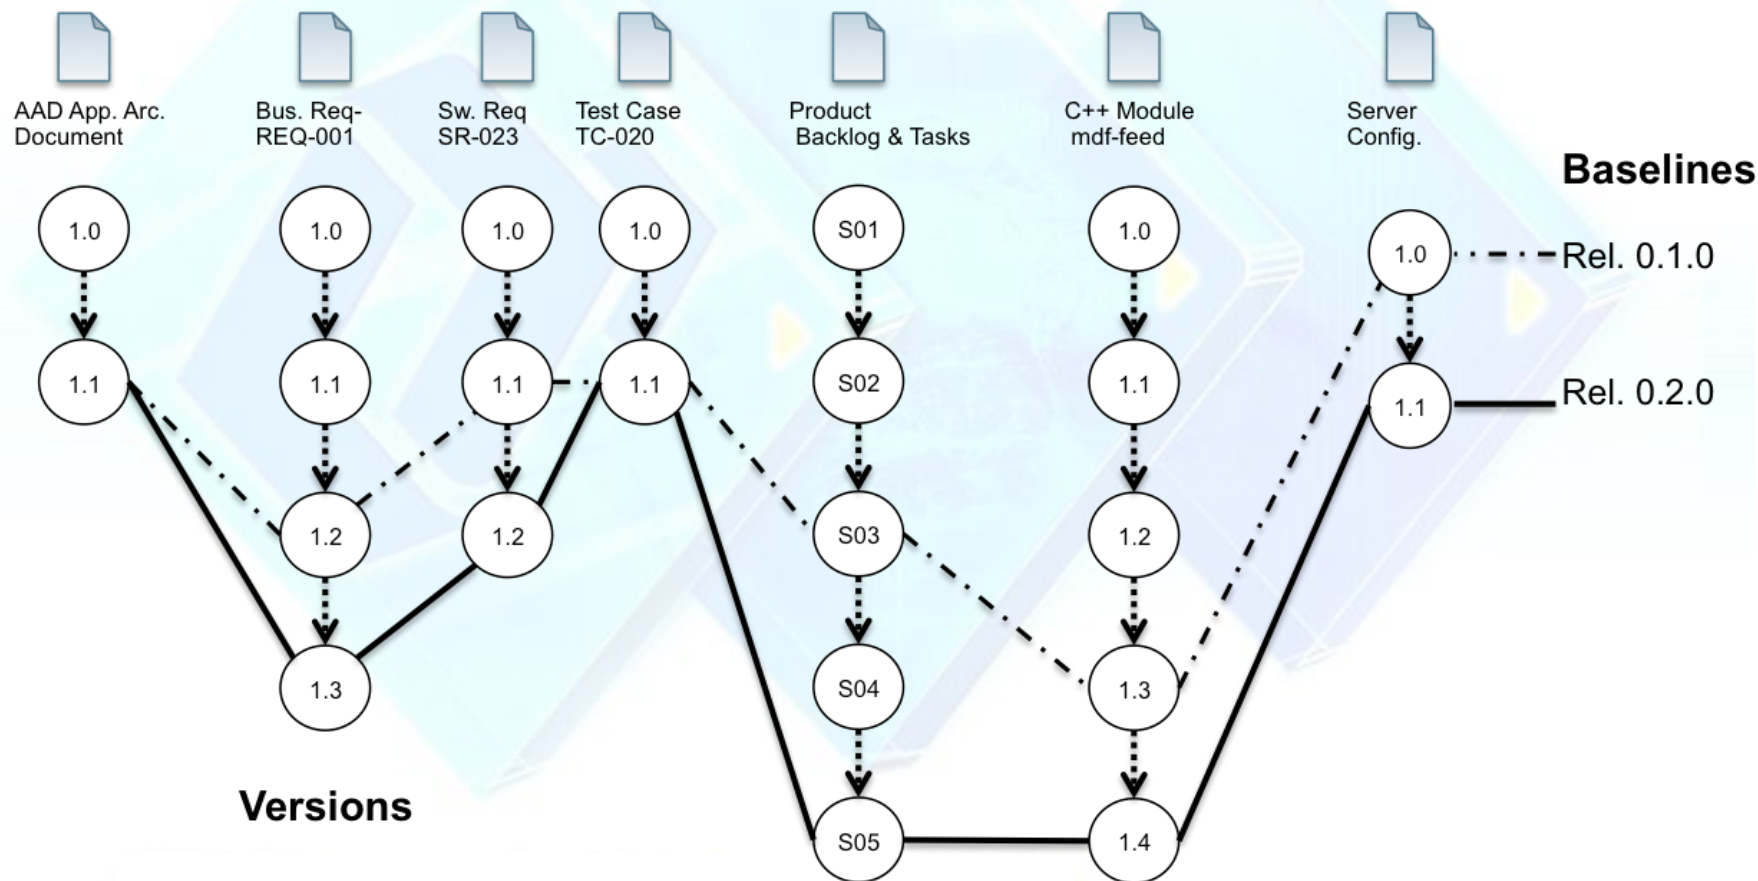 AAD App. Arc.
Document
Bus. Req-
REQ-001
Sw. Req
SR-023
Test Case
TC-020
Product
Backlog & Tasks
C++ Module
mdf-feed
Server
Config.
Baselines
1.0
1.0
1.0
1.0
S01
1.0
1.0
Rel. 0.1.0
1.1
1.1
1.1
1.1
S02
1.1
1.1
Rel. 0.2.0
1.2
1.2
S03
1.2
1.3
S04
1.3
Versions
S05
1.4